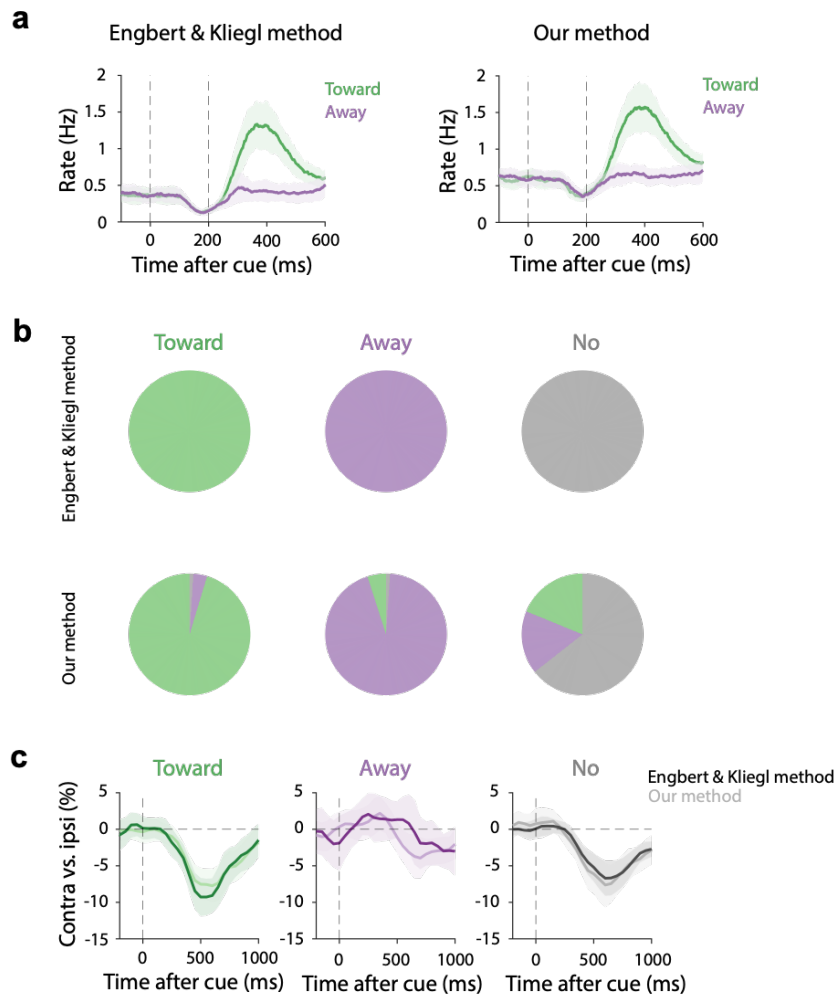 a
Engbert & Kliegl method
Our method
2
1.5
1
0.5
0
Rate (Hz)
Toward
Away
0 200 400 600
Time after cue (ms)
2
1.5
1
0.5
0
Rate (Hz)
Toward
Away
0 200 400 600
Time after cue (ms)
b
Toward
Away
No
Engbert & Kliegl method
Our method
c
Toward
Away
No
Engbert & Kliegl method
Our method
Contra vs. ipsi (%)
5
0
-5
-10
-15
0 500 1000
Time after cue (ms)
5
0
-5
-10
-15
0 500 1000
Time after cue (ms)
5
0
-5
-10
-15
0 500 1000
Time after cue (ms)